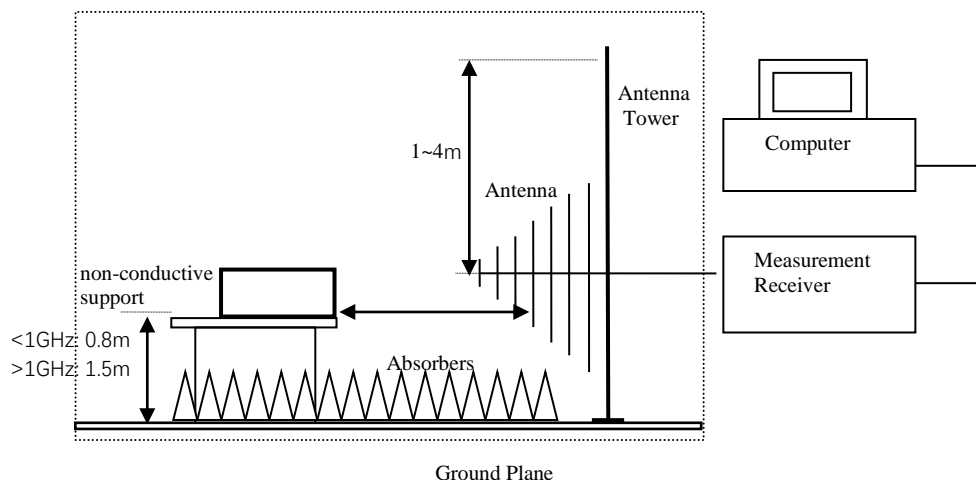 Antenna
Tower
Computer
1~4m
Antenna
Measurement
Receiver
non-conductive
support
<1GHz: 0.8m
>1GHz: 1.5m
Absorbers
Ground Plane